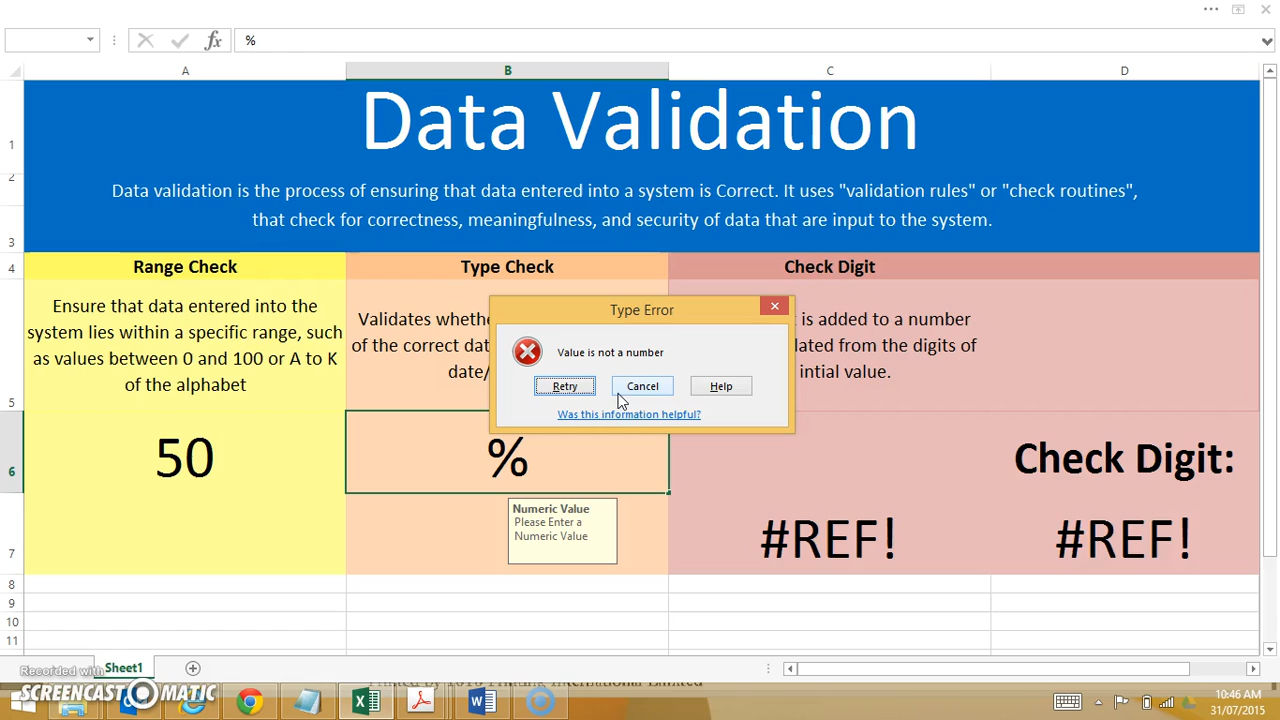 %
A
B
C
D
1
Data Validation
2
Data validation is the process of ensuring that data entered into a system is Correct. It uses "validation rules" or "check routines",
that check for correctness, meaningfulness, and security of data that are input to the system.
3
4
Range Check
Type Check
Check Digit
Ensure that data entered into the
system lies within a specific range, such
as values between 0 and 100 or A to K
of the alphabet
5
Validates whethe
of the correct dat
date/
Type Error
Value is not a number
Retry
Cancel
Help
Was this information helpful?
is added to a number
lated from the digits of
intial value.
6
50
%
Check Digit:
Numeric Value
Please Enter a
Numeric Value
7
#REF!
#REF!
8
9
10
11
Sheet1
Recorded with
SCREENCAST-O-MATIC
10:46 AM
31/07/2015